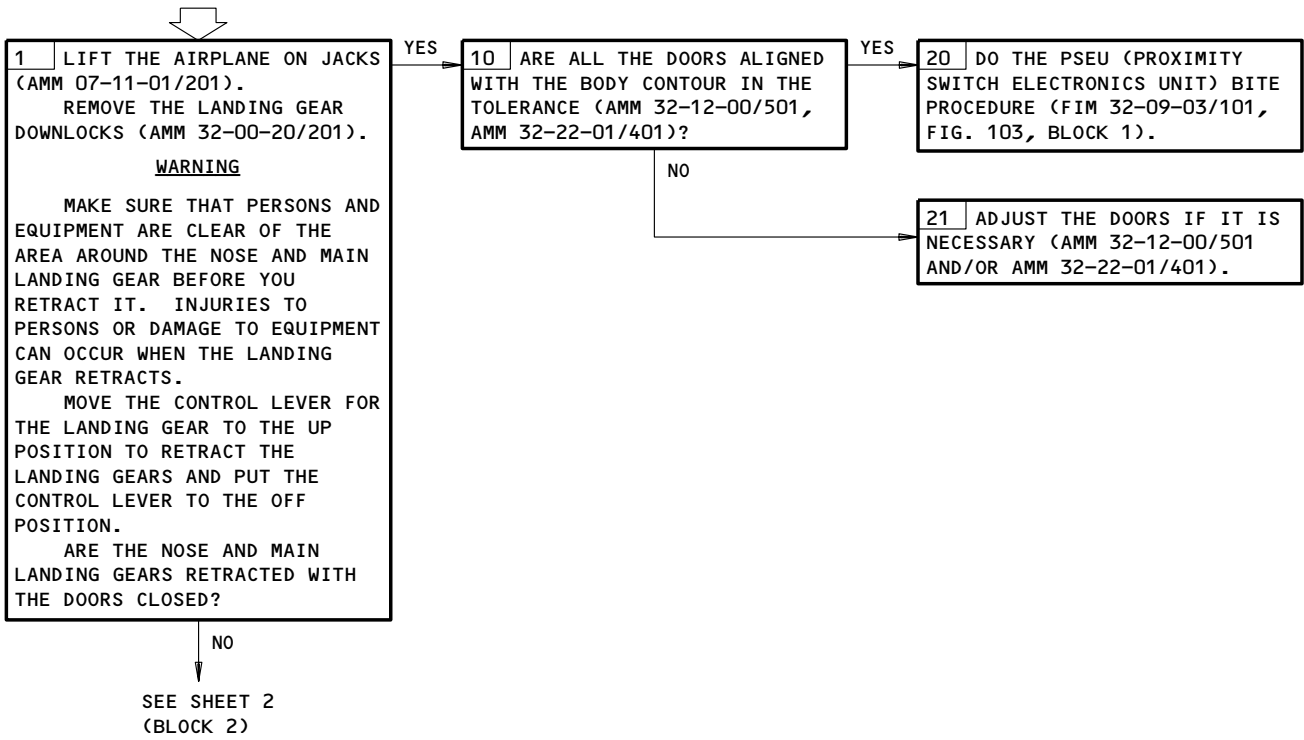 1 LIFT THE AIRPLANE ON JACKS
(AMM 07-11-01/201).
REMOVE THE LANDING GEAR
DOWNLOCKS (AMM 32-00-20/201).
WARNING
MAKE SURE THAT PERSONS AND
EQUIPMENT ARE CLEAR OF THE
AREA AROUND THE NOSE AND MAIN
LANDING GEAR BEFORE YOU
RETRACT IT. INJURIES TO
PERSONS OR DAMAGE TO EQUIPMENT
CAN OCCUR WHEN THE LANDING
GEAR RETRACTS.
MOVE THE CONTROL LEVER FOR
THE LANDING GEAR TO THE UP
POSITION TO RETRACT THE
LANDING GEARS AND PUT THE
CONTROL LEVER TO THE OFF
POSITION.
ARE THE NOSE AND MAIN
LANDING GEARS RETRACTED WITH
THE DOORS CLOSED?
YES
10 ARE ALL THE DOORS ALIGNED
WITH THE BODY CONTOUR IN THE
TOLERANCE (AMM 32-12-00/501,
AMM 32-22-01/401)?
YES
20 DO THE PSEU (PROXIMITY
SWITCH ELECTRONICS UNIT) BITE
PROCEDURE (FIM 32-09-03/101,
FIG. 103, BLOCK 1).
NO
21 ADJUST THE DOORS IF IT IS
NECESSARY (AMM 32-12-00/501
AND/OR AMM 32-22-01/401).
NO
SEE SHEET 2
(BLOCK 2)